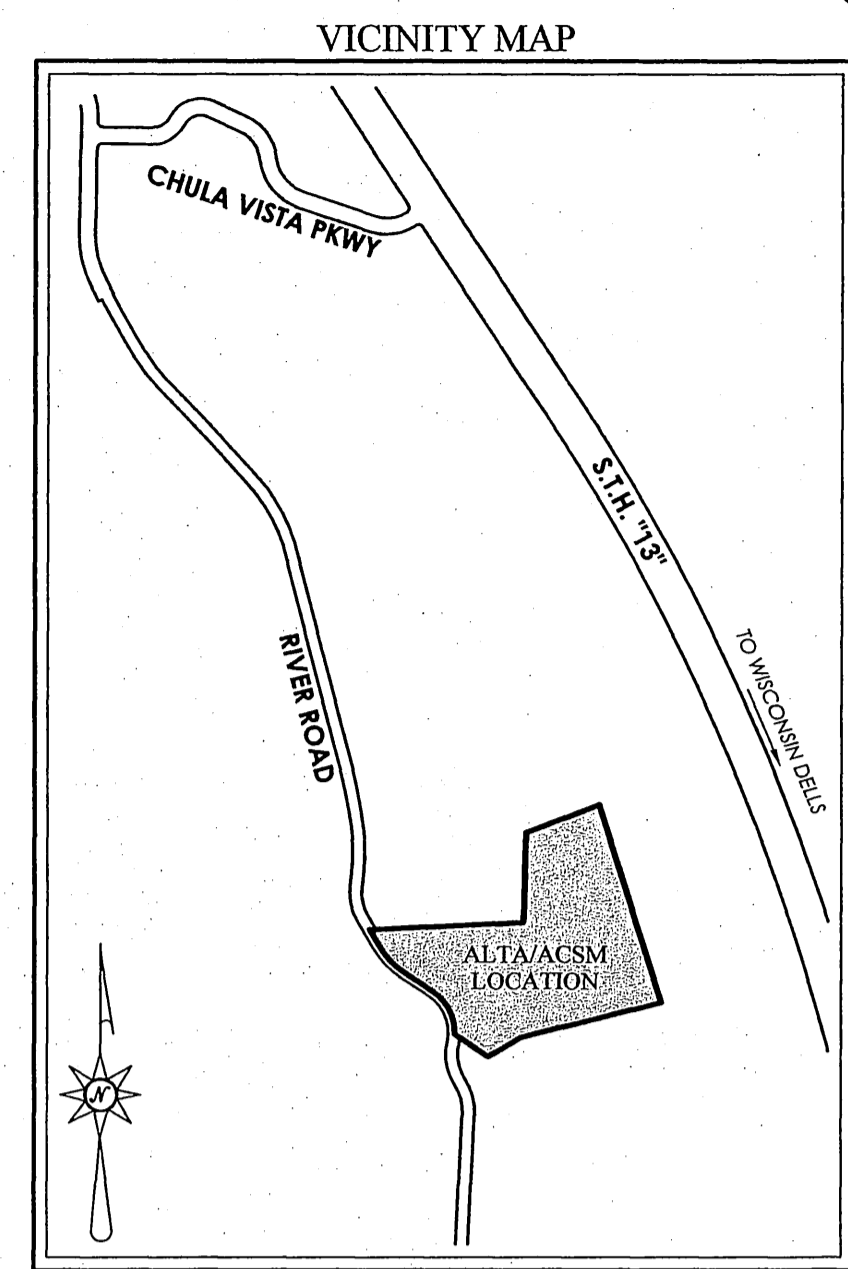 VICINITY MAP
CHULA VISTA PKWY
S.T.H. "13"
TO WISCONSIN DELLS
RIVER ROAD
ALTA/ACSM
LOCATION
N